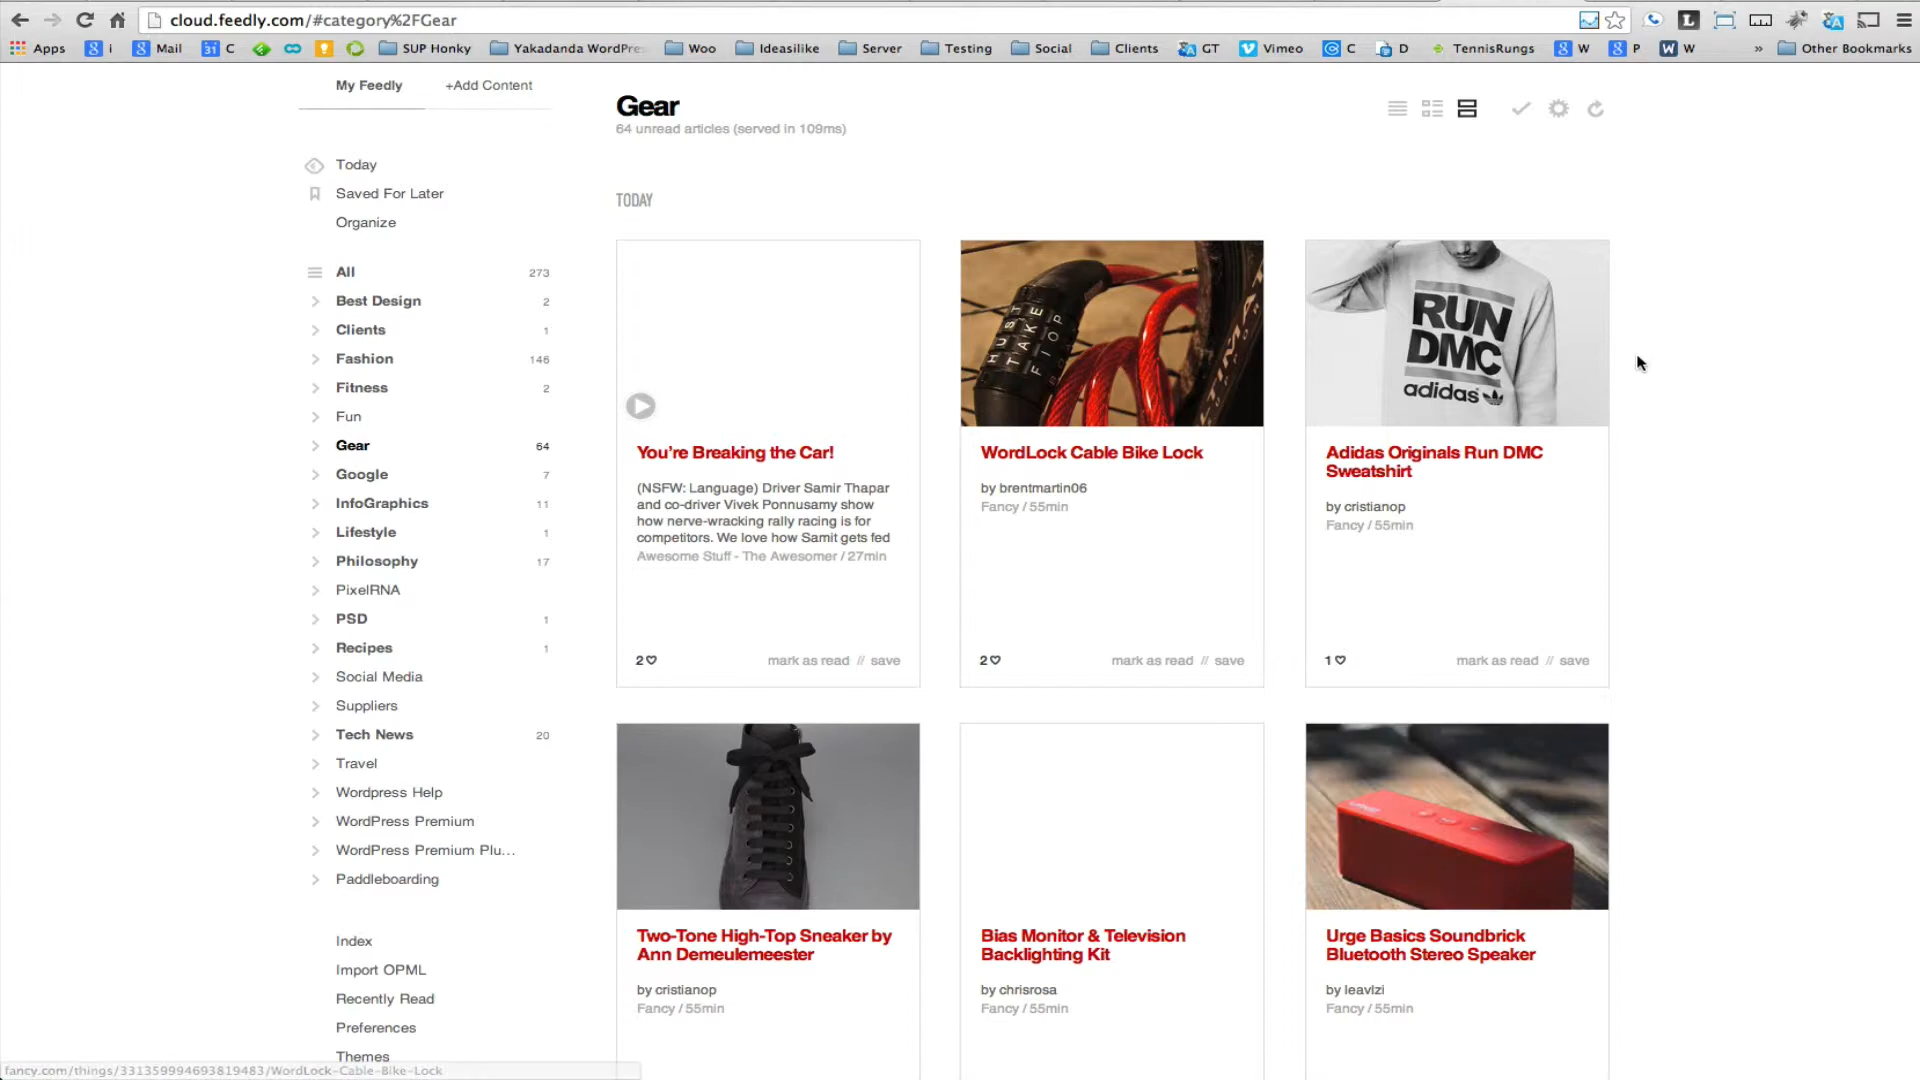 cloud.feedly.com/#category%2FGear
Apps
i
Mail
31
C
SUP Honky
Yakadanda WordPre
Woo
Ideasilike
Server
Testing
Social
Clients
GT
Vimeo
C
D
TennisRungs
W
P
W
»
Other Bookmarks
My Feedly
+Add Content
Today
Saved For Later
Organize
All 273
Best Design 2
Clients 1
Fashion 146
Fitness 2
Fun
Gear 64
Google 7
InfoGraphics 11
Lifestyle 1
Philosophy 17
PixelRNA
PSD 1
Recipes 1
Social Media
Suppliers
Tech News 20
Travel
Wordpress Help
WordPress Premium
WordPress Premium Plu...
Paddleboarding
Index
Import OPML
Recently Read
Preferences
Themes
fancy.com/things/331359994693819483/WordLock-Cable-Bike-Lock
Gear
64 unread articles (served in 109ms)
TODAY
You're Breaking the Car!
(NSFW: Language) Driver Samir Thapar
and co-driver Vivek Ponnusamy show
how nerve-wracking rally racing is for
competitors. We love how Samit gets fed
Awesome Stuff - The Awesomer / 27min
2
mark as read // save
WordLock Cable Bike Lock
by brentmartin06
Fancy / 55min
2
mark as read // save
RUN
DMC
adidas
Adidas Originals Run DMC
Sweatshirt
by cristianop
Fancy / 55min
1
mark as read // save
Two-Tone High-Top Sneaker by
Ann Demeulemeester
by cristianop
Fancy / 55min
Bias Monitor & Television
Backlighting Kit
by chrisrosa
Fancy / 55min
Urge Basics Soundbrick
Bluetooth Stereo Speaker
by leavlzi
Fancy / 55min